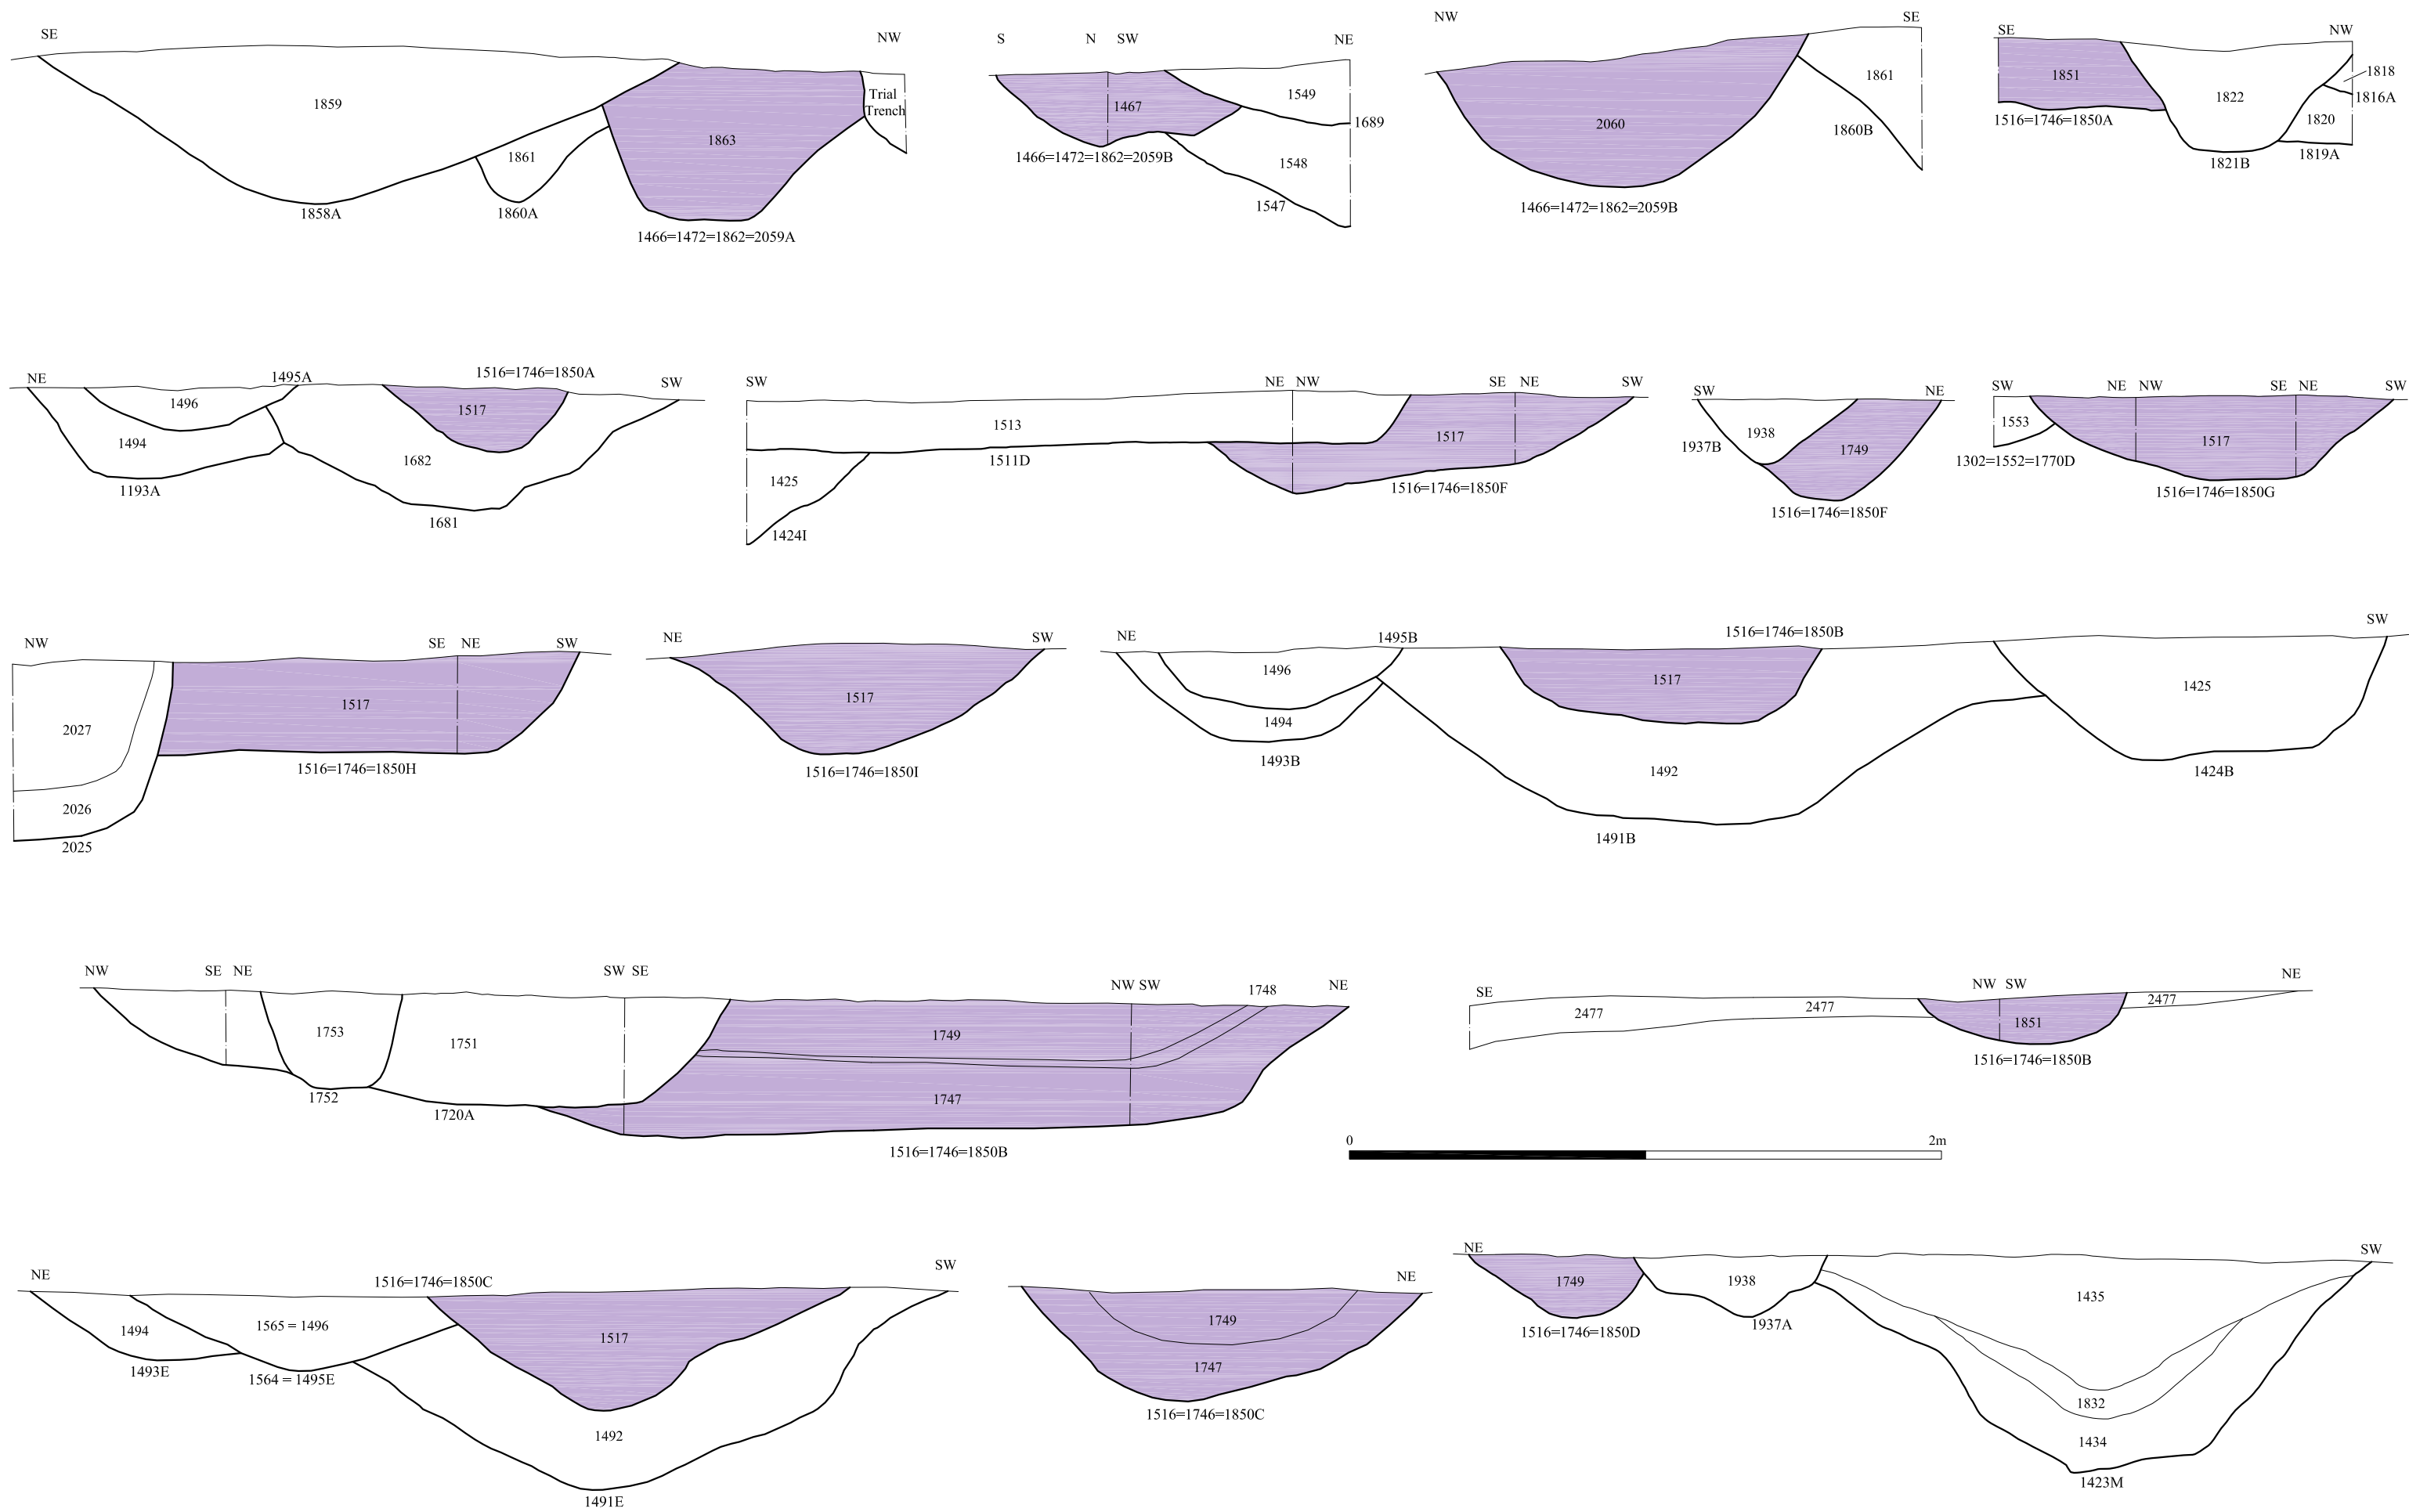 SE
NW
1859
1861
1863
Trial
Trench
1858A
1860A
1466=1472=1862=2059A
S
N
SW
NE
1467
1549
1689
1548
1547
1466=1472=1862=2059B
NW
SE
2060
1861
1860B
1466=1472=1862=2059B
SE
NW
1851
1822
1818
1816A
1820
1819A
1821B
1516=1746=1850A
NE
1495A
1516=1746=1850A
SW
1496
1517
1494
1682
1193A
1681
SW
NE
NW
SE
NE
SW
1513
1517
1511D
1425
1516=1746=1850F
1424I
SW
NE
1938
1937B
1749
1516=1746=1850F
SW
NE
NW
SE
NE
SW
1553
1517
1302=1552=1770D
1516=1746=1850G
NW
SE
NE
SW
2027
1517
1516=1746=1850H
2026
2025
NE
SW
1517
1516=1746=1850I
NE
1495B
1516=1746=1850B
SW
1496
1517
1425
1494
1493B
1492
1424B
1491B
NW
SE
NE
SW
SE
NW
SW
1748
NE
1753
1751
1749
1747
1752
1720A
1516=1746=1850B
SE
NW
SW
NE
2477
2477
1851
2477
1516=1746=1850B
0
2m
NE
1516=1746=1850C
SW
1494
1565 = 1496
1517
1493E
1564 = 1495E
1492
1491E
NE
1749
1747
1516=1746=1850C
NE
SW
1749
1938
1435
1516=1746=1850D
1937A
1832
1434
1423M